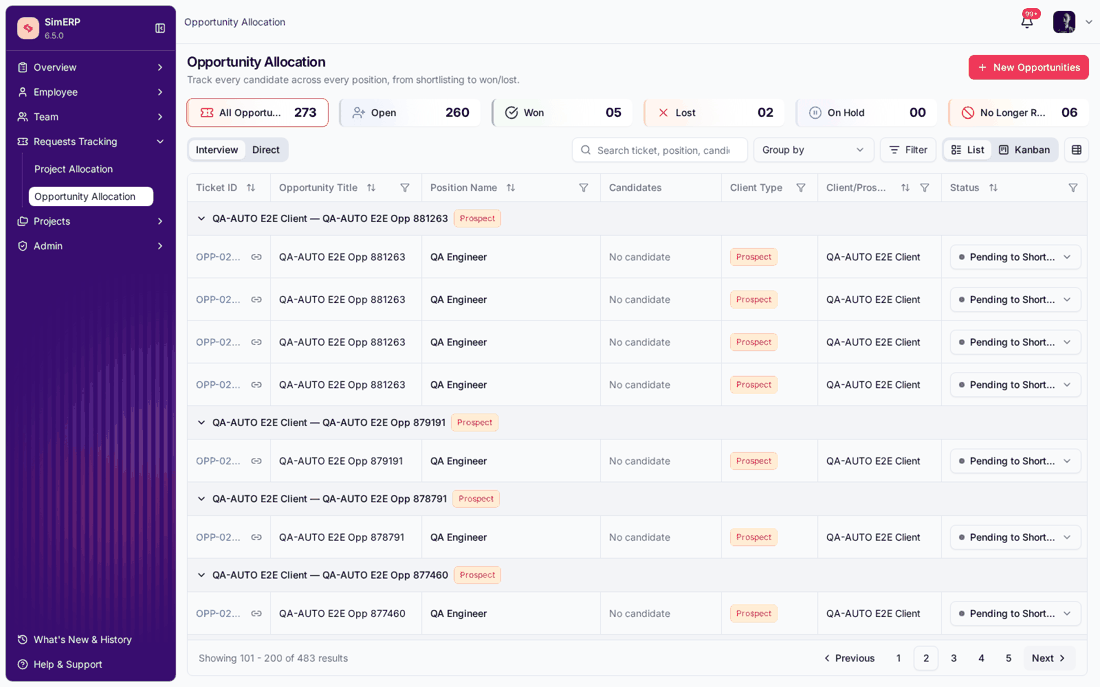 SimERP
6.5.0
Overview
Employee
Team
Requests Tracking
Project Allocation
Opportunity Allocation
Projects
Admin
What's New & History
Help & Support
Opportunity Allocation
99+
Opportunity Allocation
Track every candidate across every position, from shortlisting to won/lost.
New Opportunities
All Opportu... 273
Open 260
Won 05
Lost 02
On Hold 00
No Longer R... 06
Interview Direct
Search ticket, position, candi
Group by
Filter
List
Kanban
Ticket ID Opportunity Title Position Name Candidates Client Type Client/Pros... Status
QA-AUTO E2E Client — QA-AUTO E2E Opp 881263 Prospect
OPP-02... QA-AUTO E2E Opp 881263 QA Engineer No candidate Prospect QA-AUTO E2E Client Pending to Short...
OPP-02... QA-AUTO E2E Opp 881263 QA Engineer No candidate Prospect QA-AUTO E2E Client Pending to Short...
OPP-02... QA-AUTO E2E Opp 881263 QA Engineer No candidate Prospect QA-AUTO E2E Client Pending to Short...
OPP-02... QA-AUTO E2E Opp 881263 QA Engineer No candidate Prospect QA-AUTO E2E Client Pending to Short...
QA-AUTO E2E Client — QA-AUTO E2E Opp 879191 Prospect
OPP-02... QA-AUTO E2E Opp 879191 QA Engineer No candidate Prospect QA-AUTO E2E Client Pending to Short...
QA-AUTO E2E Client — QA-AUTO E2E Opp 878791 Prospect
OPP-02... QA-AUTO E2E Opp 878791 QA Engineer No candidate Prospect QA-AUTO E2E Client Pending to Short...
QA-AUTO E2E Client — QA-AUTO E2E Opp 877460 Prospect
OPP-02... QA-AUTO E2E Opp 877460 QA Engineer No candidate Prospect QA-AUTO E2E Client Pending to Short...
Showing 101 - 200 of 483 results
Previous 1 2 3 4 5 Next